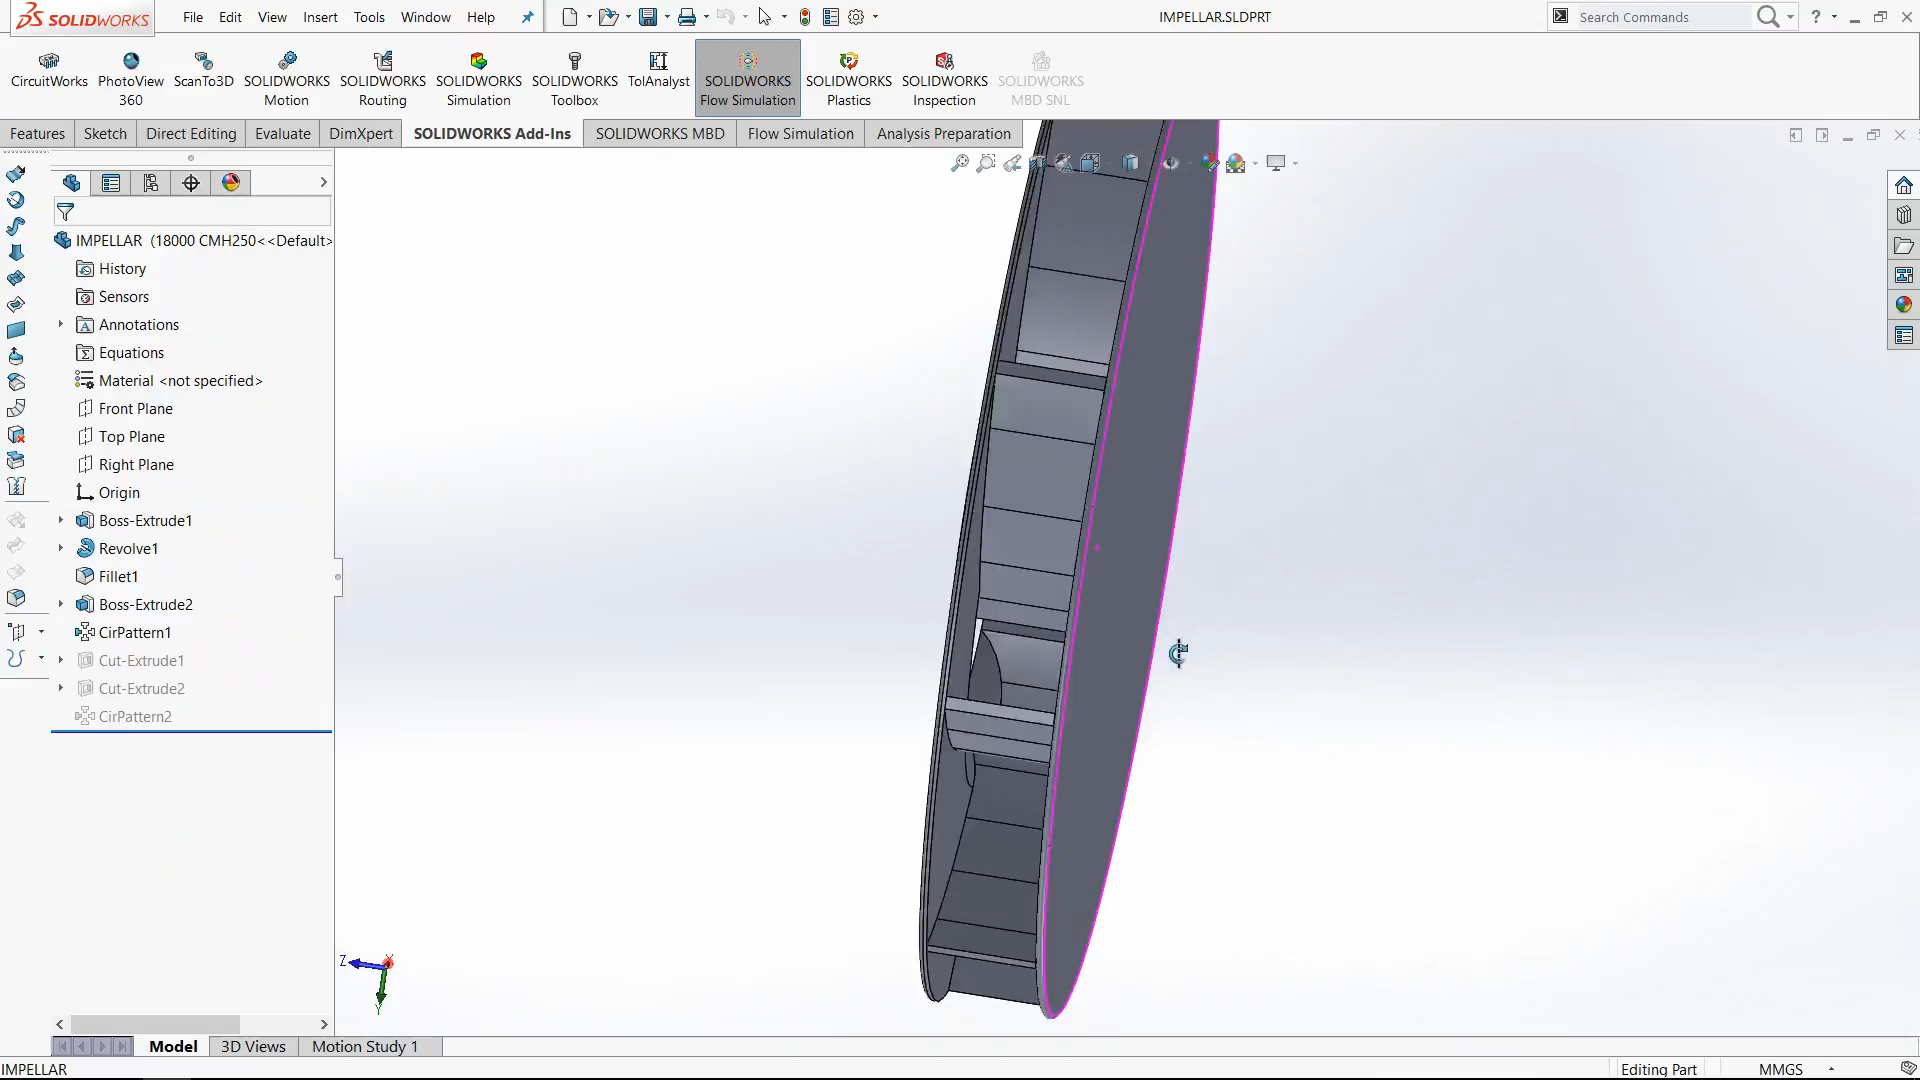 SOLIDWORKS
File Edit View Insert Tools Window Help
IMPELLAR.SLDPRT
Search Commands
CircuitWorks
PhotoView 360
ScanTo3D
SOLIDWORKS Motion
SOLIDWORKS Routing
SOLIDWORKS Simulation
SOLIDWORKS Toolbox
TolAnalyst
SOLIDWORKS Flow Simulation
SOLIDWORKS Plastics
SOLIDWORKS Inspection
SOLIDWORKS MBD SNL
Features Sketch Direct Editing Evaluate DimXpert SOLIDWORKS Add-Ins SOLIDWORKS MBD Flow Simulation Analysis Preparation
IMPELLAR (18000 CMH250<<Default>
History
Sensors
Annotations
Equations
Material <not specified>
Front Plane
Top Plane
Right Plane
Origin
Boss-Extrude1
Revolve1
Fillet1
Boss-Extrude2
CirPattern1
Cut-Extrude1
Cut-Extrude2
CirPattern2
Z X
Y
Model 3D Views Motion Study 1
IMPELLAR
Editing Part MMGS